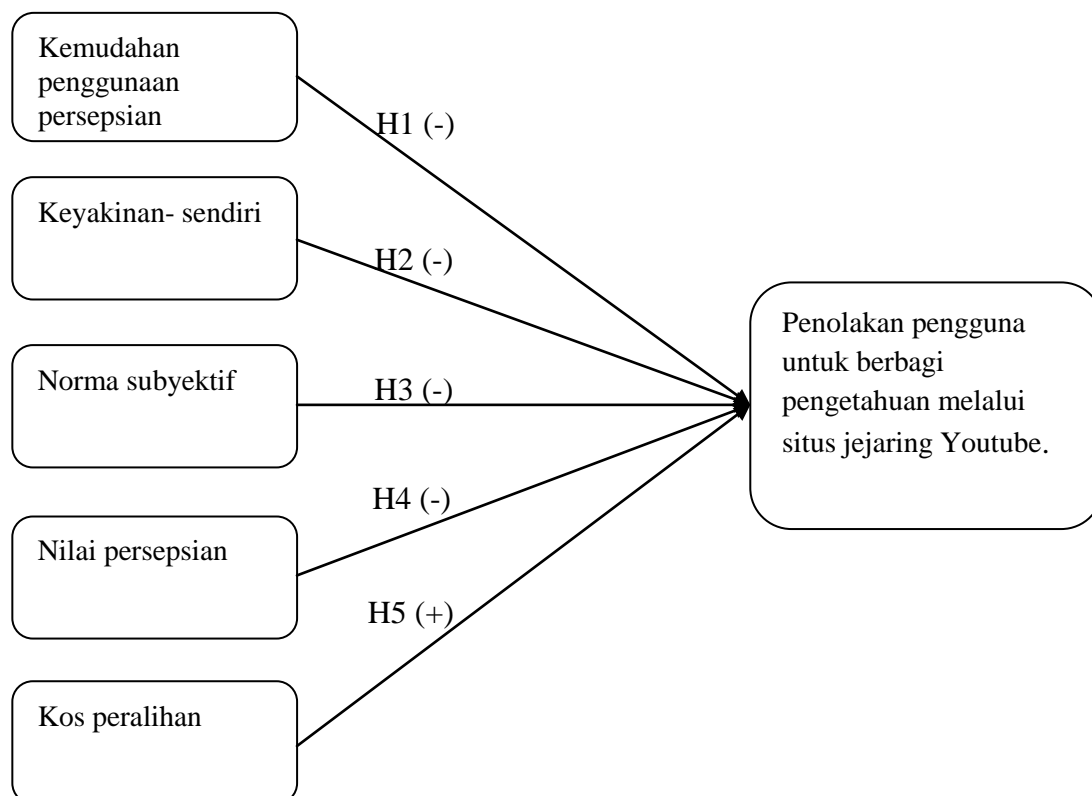 Kemudahan
penggunaan
persepsian
H1 (-)
Keyakinan- sendiri
H2 (-)
Norma subyektif
H3 (-)
Nilai persepsian
H4 (-)
Kos peralihan
H5 (+)
Penolakan pengguna
untuk berbagi
pengetahuan melalui
situs jejaring Youtube.